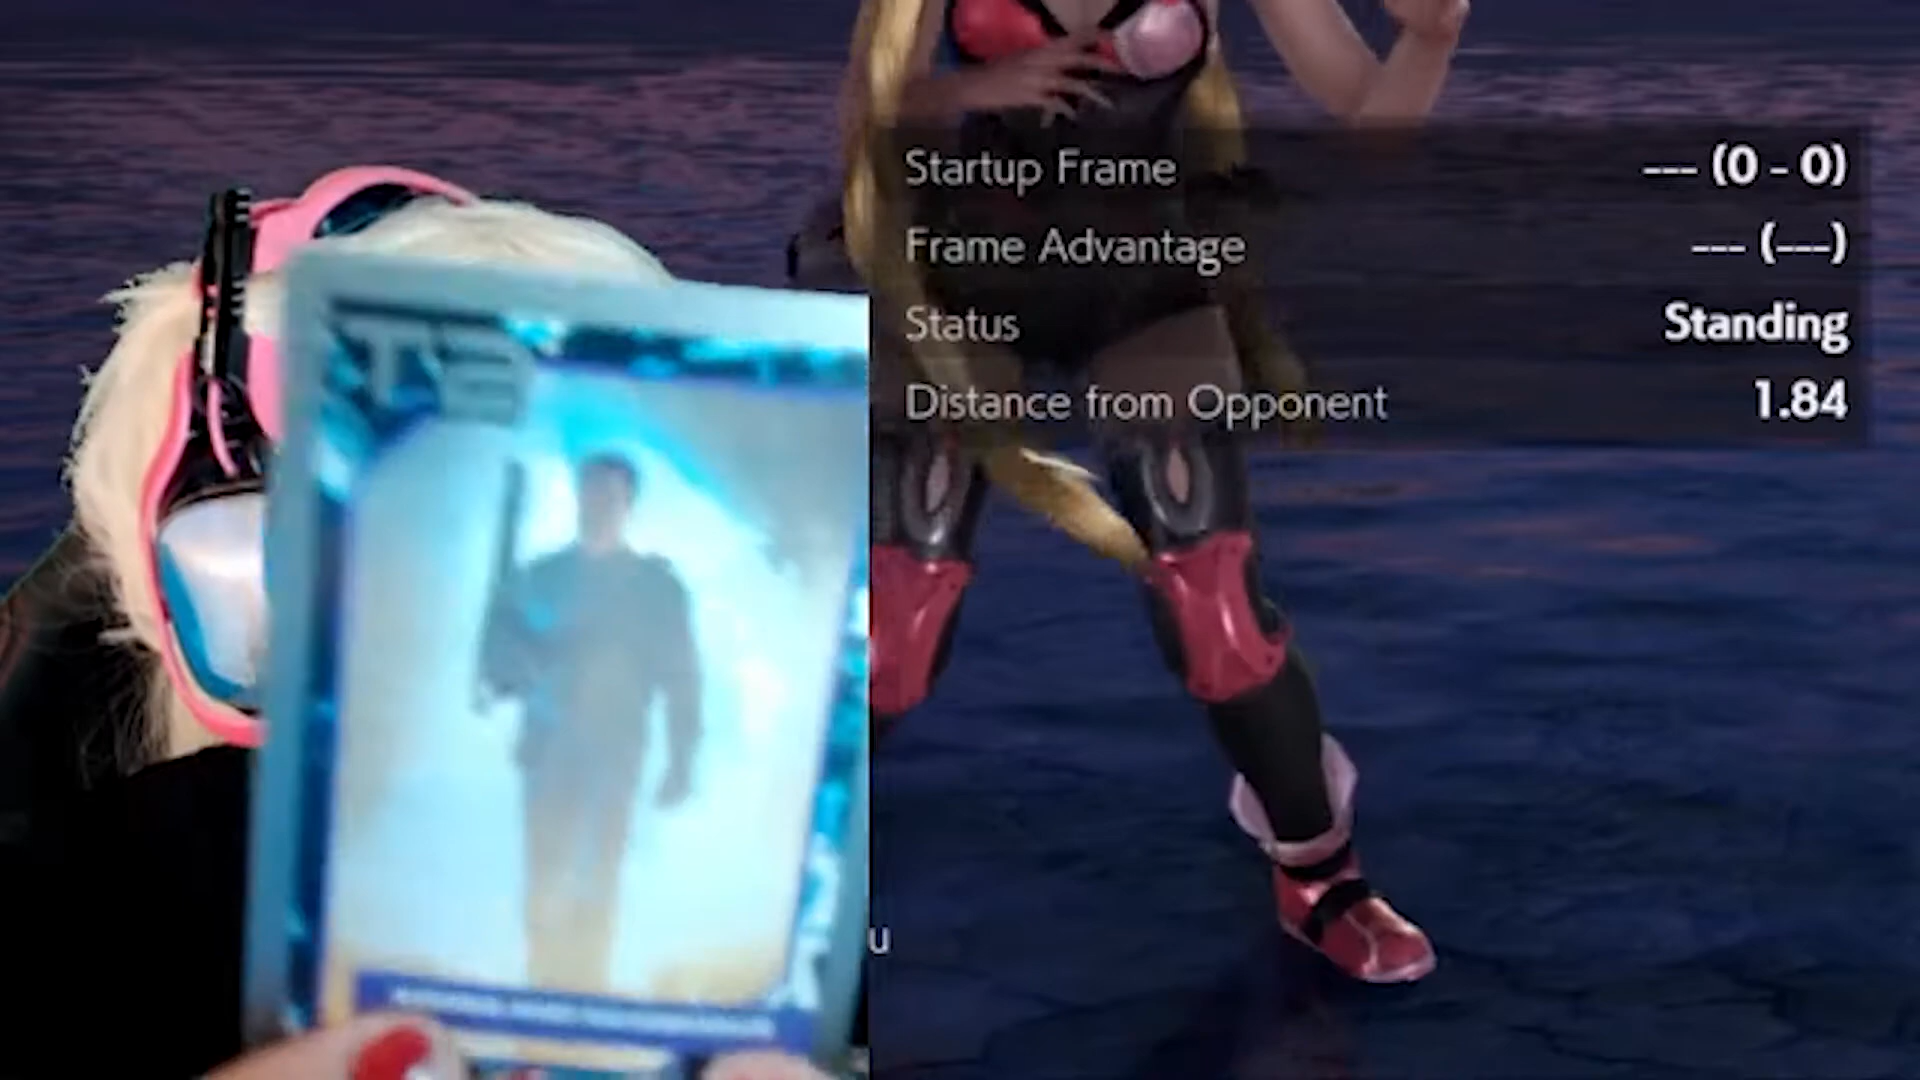 T2
Startup Frame --- (0 - 0)
Frame Advantage --- (---)
Status Standing
Distance from Opponent 1.84
u